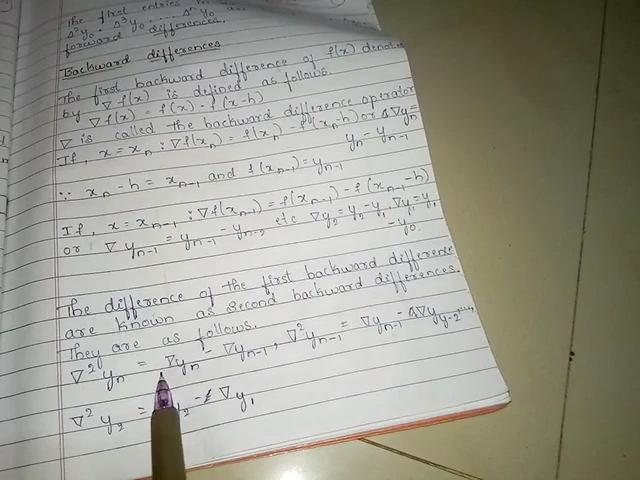 The first entries
Δ²y₀, Δ³y₀ ..... Δⁿy₀ are
forward differences.
Backward differences
The first backward difference of f(x) denote
by ∇ f(x) is defined as follows.
∇ f(x) = f(x) - f(x-h)
∇ is called the backward difference operator
If, x = xₙ ; ∇f(xₙ) = f(xₙ) - f(xₙ-h) or ∇yₙ =
yₙ - yₙ₋₁
∵ xₙ - h = xₙ₋₁ and f(xₙ₋₁) = yₙ₋₁
If, x = xₙ₋₁ ; ∇f(xₙ₋₁) = f(xₙ₋₁) - f(xₙ₋₁-h)
or ∇ yₙ₋₁ = yₙ₋₁ - yₙ₋₂ etc ∇y₂ = y₂ - y₁, ∇y₁ = y₁
- y₀
The difference of the first backward difference
are known as second backward differences.
They are as follows.
∇² yₙ = ∇yₙ - ∇yₙ₋₁, ∇²yₙ₋₁ = ∇yₙ₋₁ - ∇y
∇² y₂ = y₂ - ∇y₁